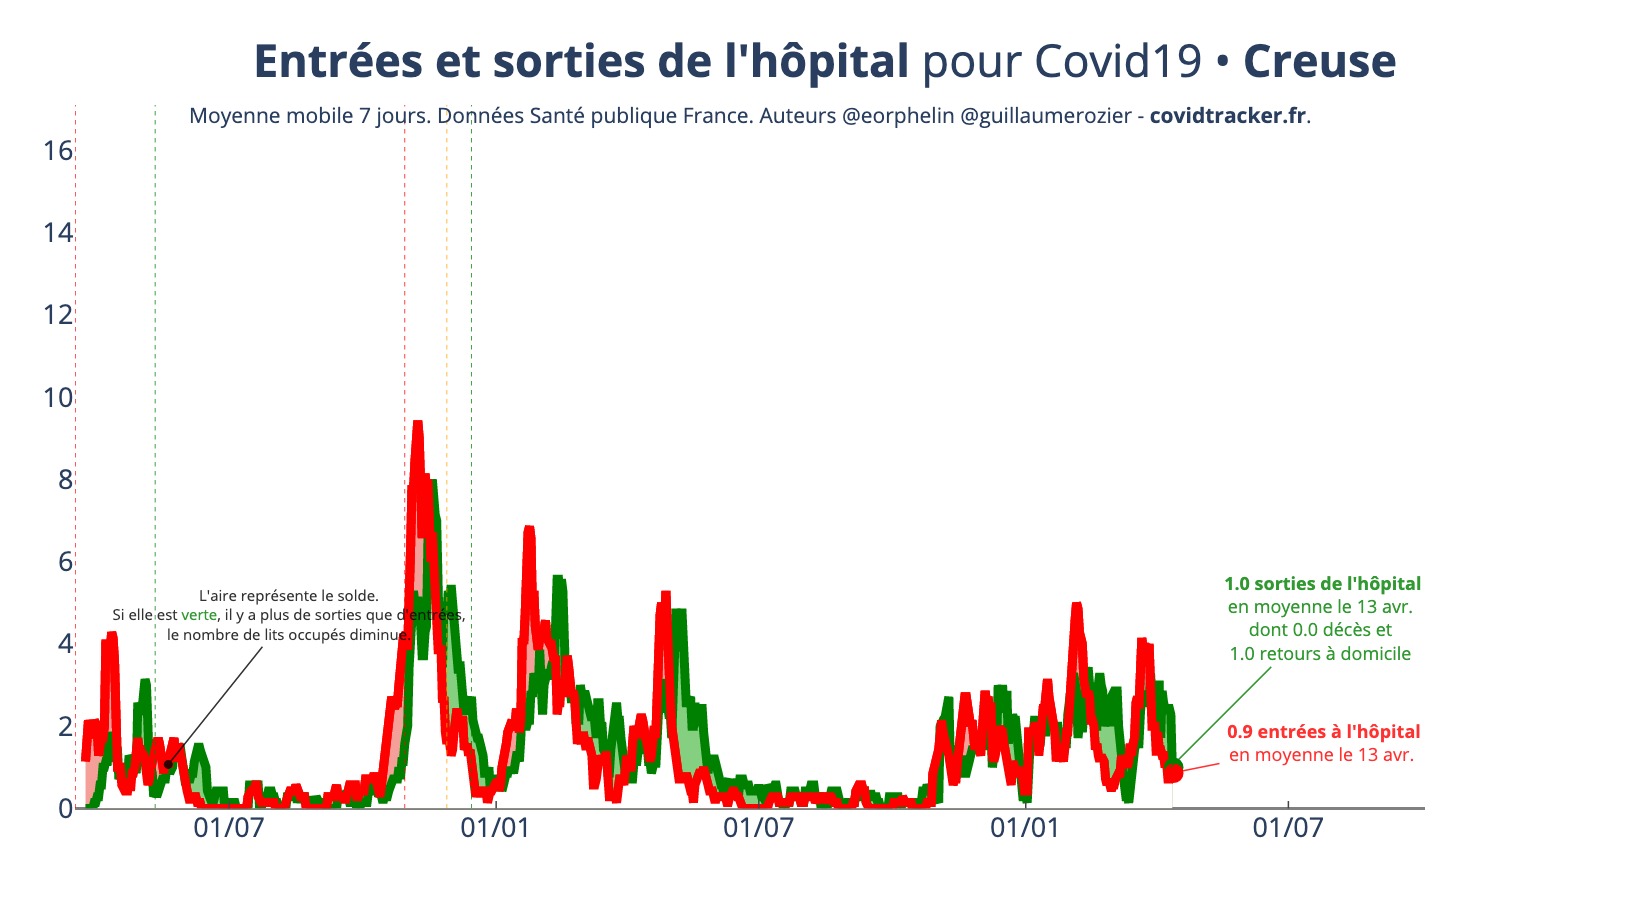 Entrées et sorties de l'hôpital pour Covid19 • Creuse
Moyenne mobile 7 jours. Données Santé publique France. Auteurs @eorphelin @guillaumerozier - covidtracker.fr.
16
14
12
10
8
6
4
2
0
L'aire représente le solde.
Si elle est verte, il y a plus de sorties que d'entrées,
le nombre de lits occupés diminue.
1.0 sorties de l'hôpital
en moyenne le 13 avr.
dont 0.0 décès et
1.0 retours à domicile
0.9 entrées à l'hôpital
en moyenne le 13 avr.
01/07
01/01
01/07
01/01
01/07